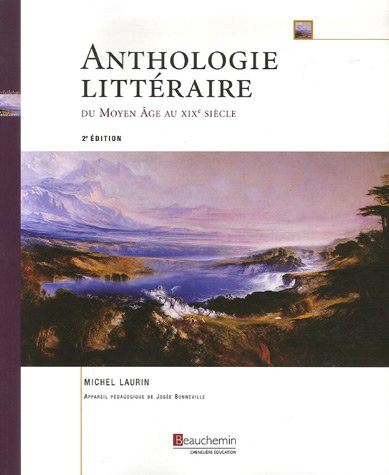 ANTHOLOGIE
LITTÉRAIRE
DU MOYEN ÂGE AU XIXe SIÈCLE
2e ÉDITION
MICHEL LAURIN
APPAREIL PÉDAGOGIQUE DE JOSÉE BONNEVILLE
Beauchemin
CHENELIÈRE ÉDUCATION